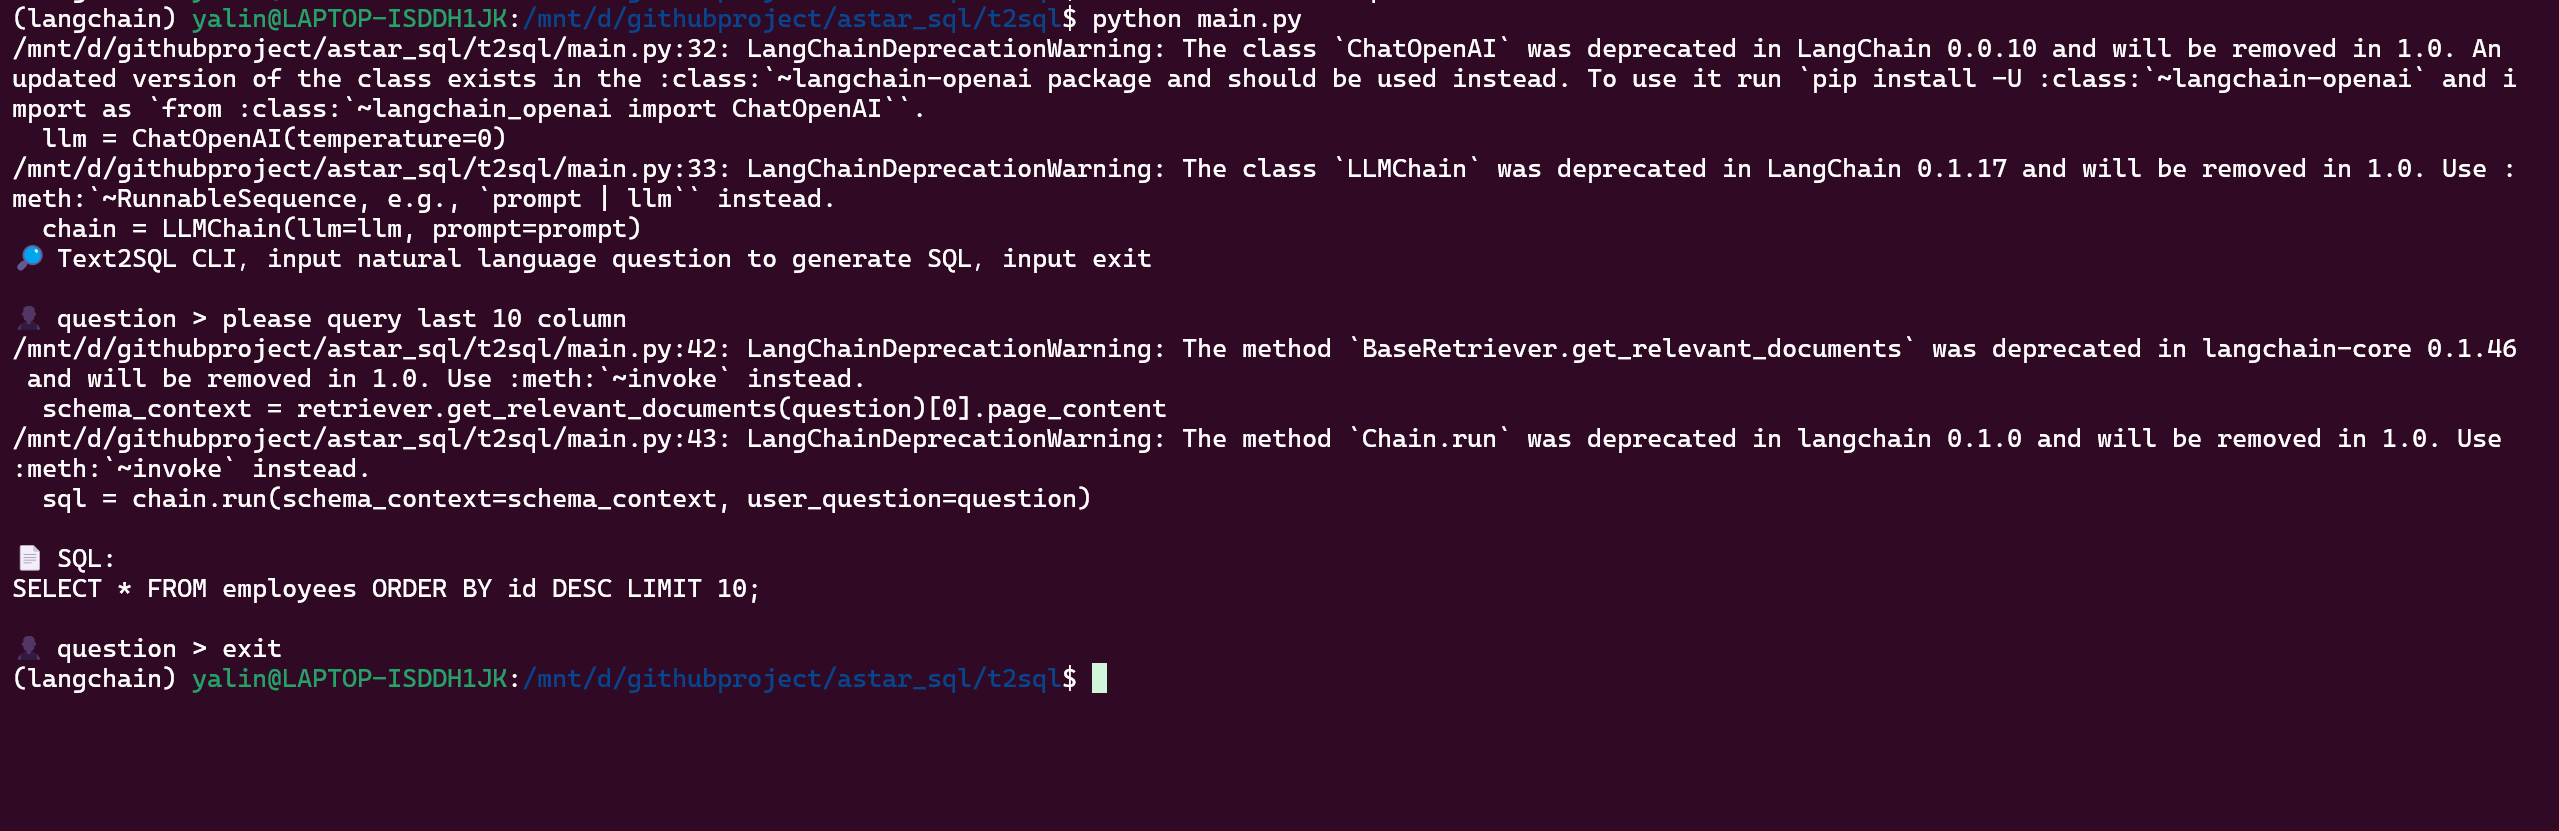 (langchain) yalin@LAPTOP-ISDDH1JK:/mnt/d/githubproject/astar_sql/t2sql$ python main.py
/mnt/d/githubproject/astar_sql/t2sql/main.py:32: LangChainDeprecationWarning: The class `ChatOpenAI` was deprecated in LangChain 0.0.10 and will be removed in 1.0. An
updated version of the class exists in the :class:`~langchain-openai package and should be used instead. To use it run `pip install -U :class:`~langchain-openai` and i
mport as `from :class:`~langchain_openai import ChatOpenAI``.
  llm = ChatOpenAI(temperature=0)
/mnt/d/githubproject/astar_sql/t2sql/main.py:33: LangChainDeprecationWarning: The class `LLMChain` was deprecated in LangChain 0.1.17 and will be removed in 1.0. Use :
meth:`~RunnableSequence, e.g., `prompt | llm`` instead.
  chain = LLMChain(llm=llm, prompt=prompt)
🔎 Text2SQL CLI, input natural language question to generate SQL, input exit
👤 question > please query last 10 column
/mnt/d/githubproject/astar_sql/t2sql/main.py:42: LangChainDeprecationWarning: The method `BaseRetriever.get_relevant_documents` was deprecated in langchain-core 0.1.46
 and will be removed in 1.0. Use :meth:`~invoke` instead.
  schema_context = retriever.get_relevant_documents(question)[0].page_content
/mnt/d/githubproject/astar_sql/t2sql/main.py:43: LangChainDeprecationWarning: The method `Chain.run` was deprecated in langchain 0.1.0 and will be removed in 1.0. Use
:meth:`~invoke` instead.
  sql = chain.run(schema_context=schema_context, user_question=question)
📄 SQL:
SELECT * FROM employees ORDER BY id DESC LIMIT 10;
👤 question > exit
(langchain) yalin@LAPTOP-ISDDH1JK:/mnt/d/githubproject/astar_sql/t2sql$